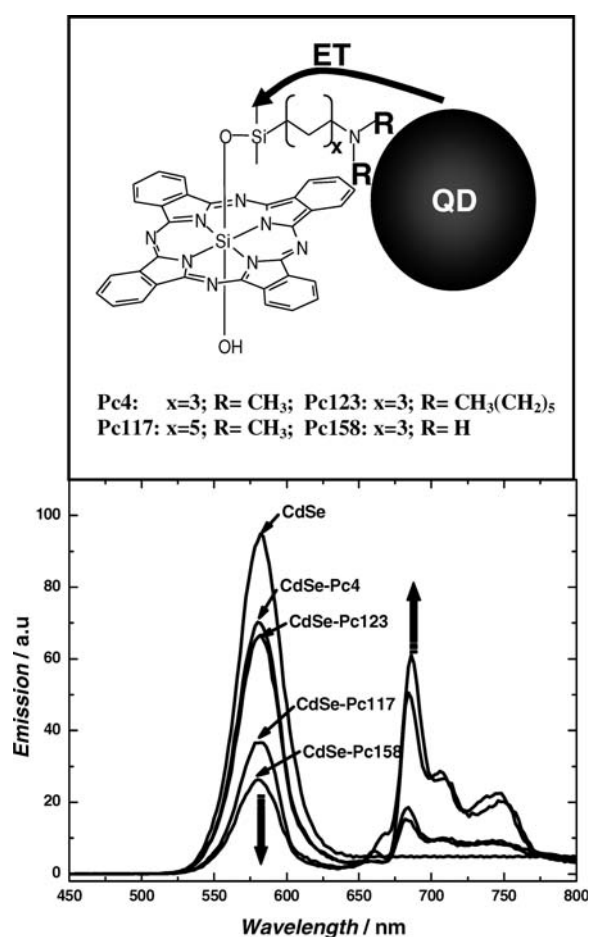 ET
O
Si
x
N
R
R
QD
N
N
N
N
Si
N
N
N
N
OH
Pc4: x=3; R= CH₃; Pc123: x=3; R= CH₃(CH₂)₅
Pc117: x=5; R= CH₃; Pc158: x=3; R= H
100
80
60
40
20
0
Emission / a.u
CdSe
CdSe-Pc4
CdSe-Pc123
CdSe-Pc117
CdSe-Pc158
450 500 550 600 650 700 750 800
Wavelength / nm